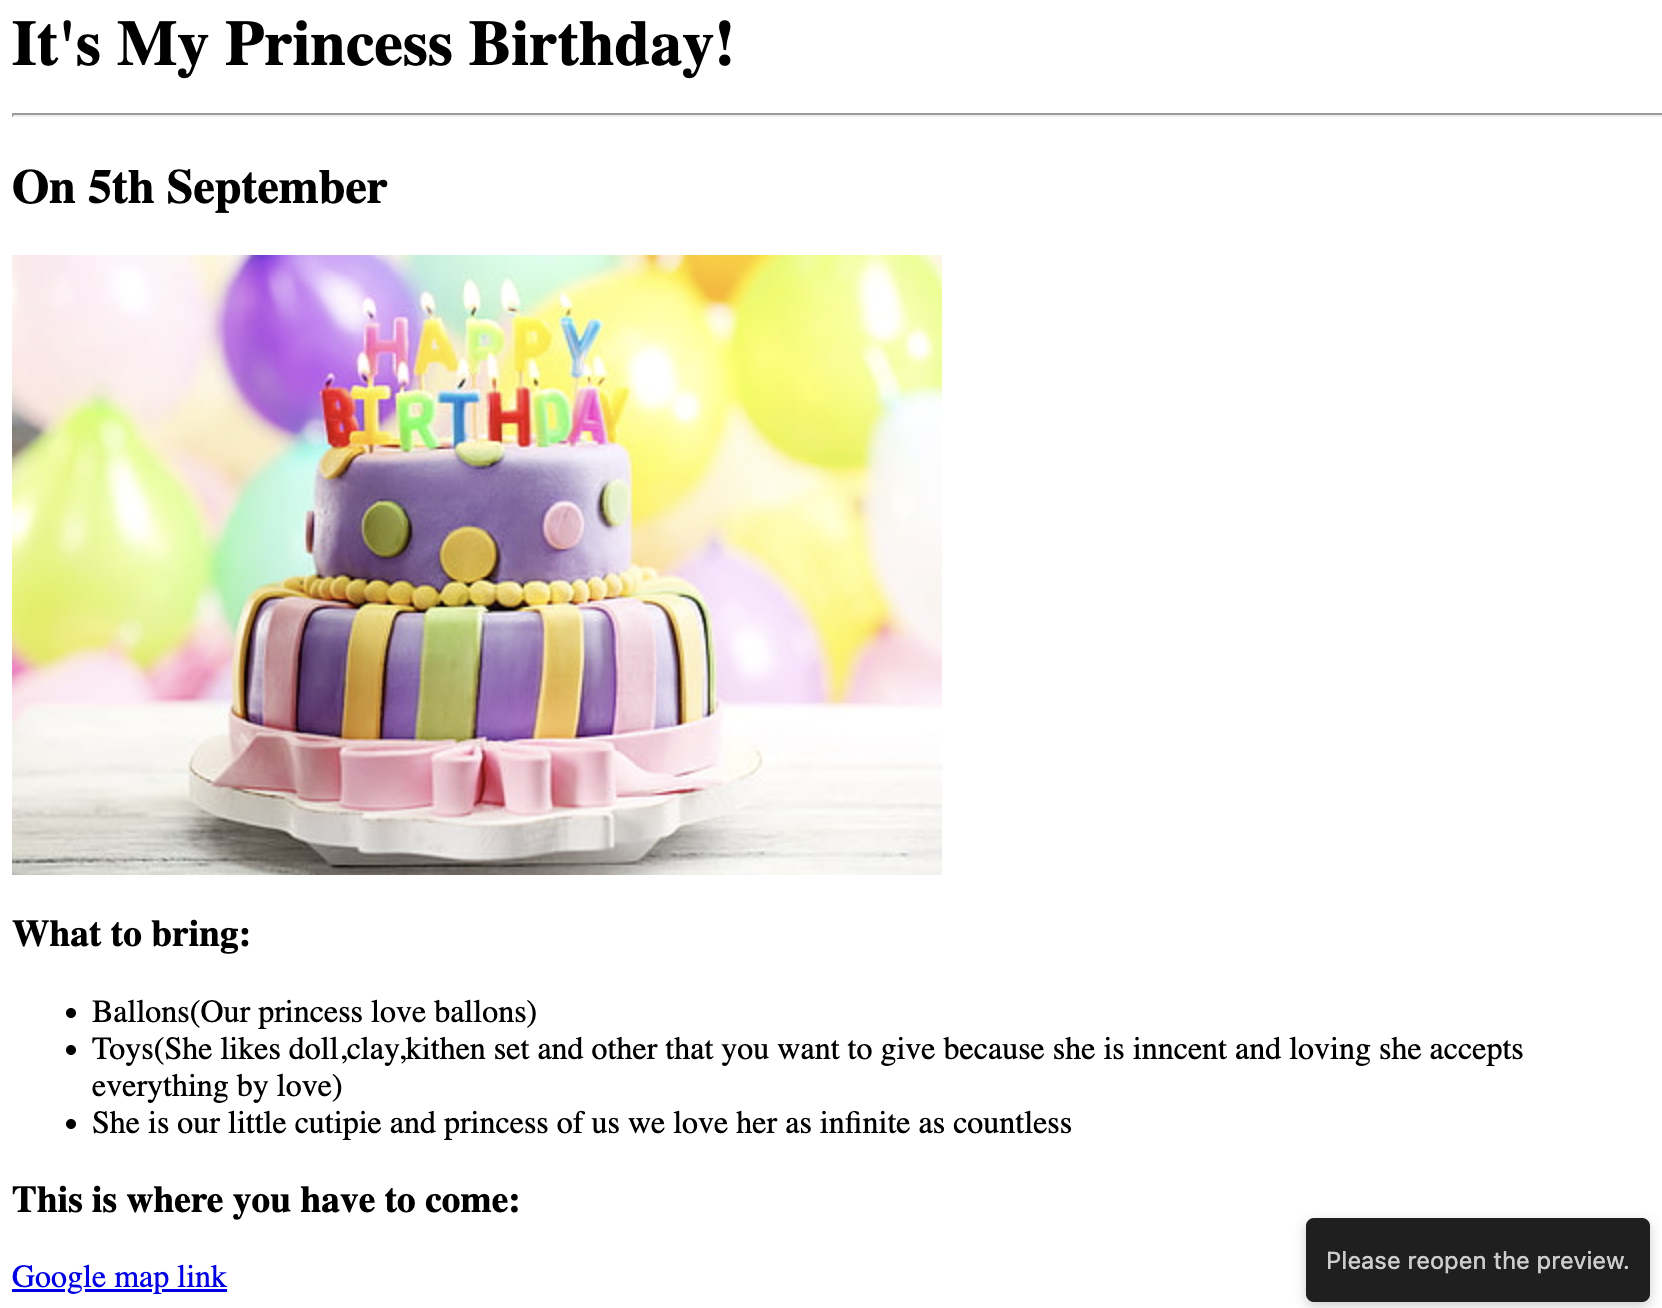 It's My Princess Birthday!
On 5th September
HAPPY
BIRTHDAY
What to bring:
Ballons(Our princess love ballons)
Toys(She likes doll,clay,kithen set and other that you want to give because she is inncent and loving she accepts
everything by love)
She is our little cutipie and princess of us we love her as infinite as countless
This is where you have to come:
Google map link
Please reopen the preview.